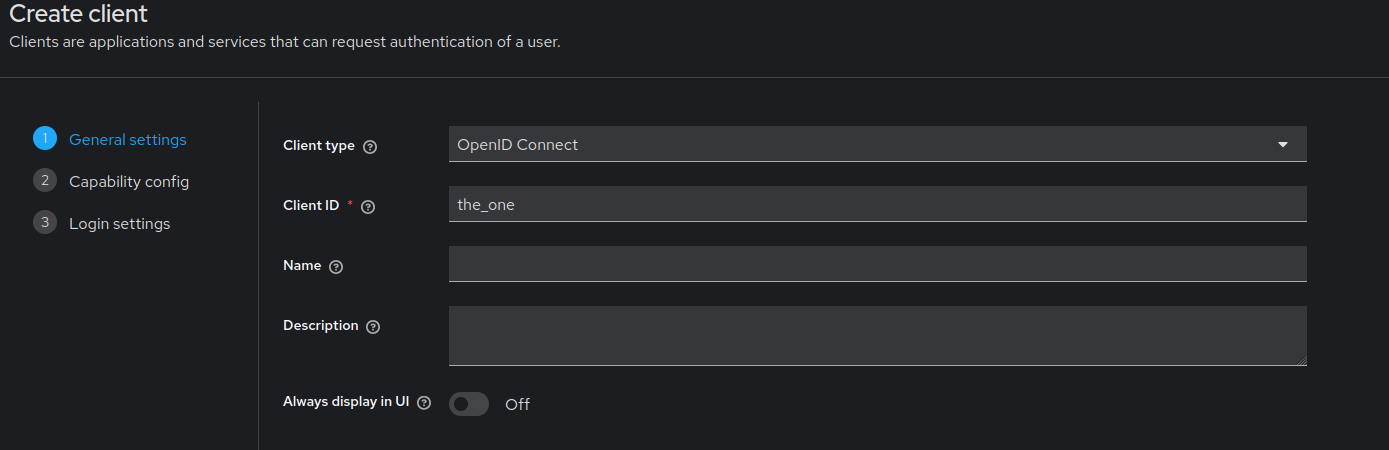 Create client
Clients are applications and services that can request authentication of a user.
1 General settings
2 Capability config
3 Login settings
Client type ? OpenID Connect
Client ID * ? the_one
Name ?
Description ?
Always display in UI ? Off